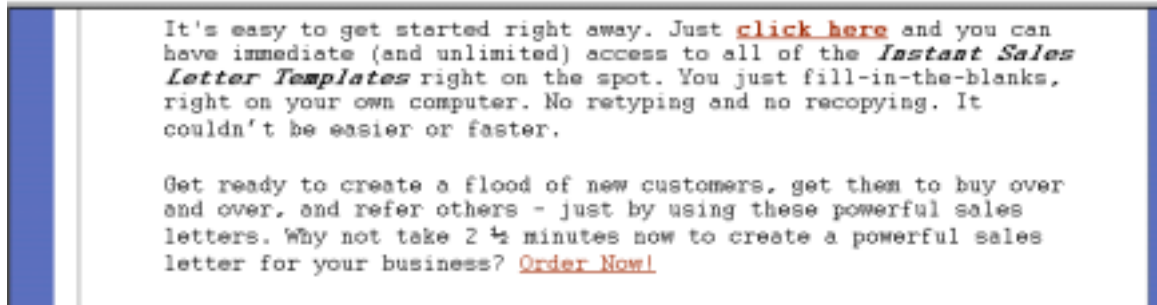 It's easy to get started right away. Just click here and you can
have immediate (and unlimited) access to all of the Instant Sales
Letter Templates right on the spot. You just fill-in-the-blanks,
right on your own computer. No retyping and no recopying. It
couldn't be easier or faster.
Get ready to create a flood of new customers, get them to buy over
and over, and refer others - just by using these powerful sales
letters. Why not take 2 ½ minutes now to create a powerful sales
letter for your business? Order Now!